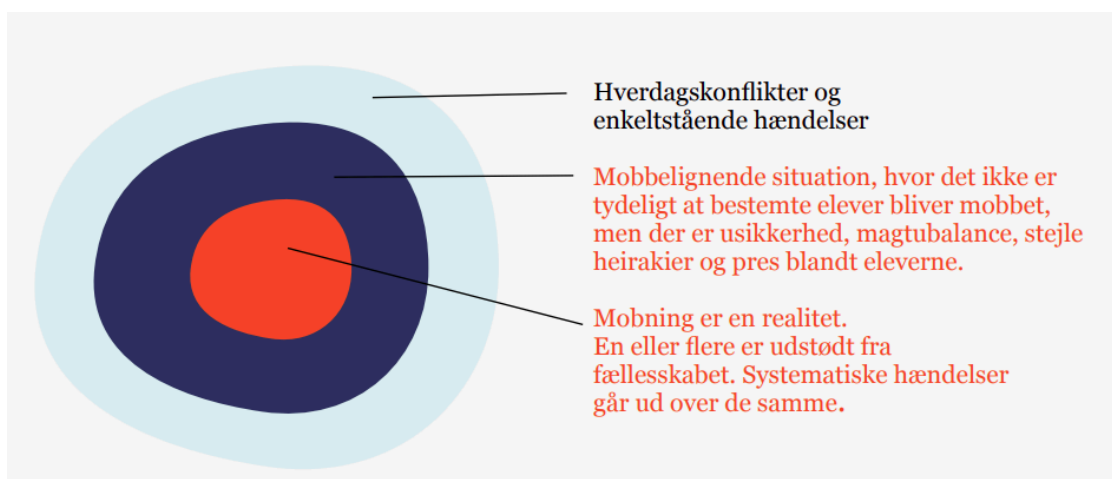 Hverdagskonflikter og
enkeltstående hændelser
Mobbelignende situation, hvor det ikke er
tydeligt at bestemte elever bliver mobbet,
men der er usikkerhed, magtubalance, stejle
heirakier og pres blandt eleverne.
Mobning er en realitet.
En eller flere er udstødt fra
fællesskabet. Systematiske hændelser
går ud over de samme.